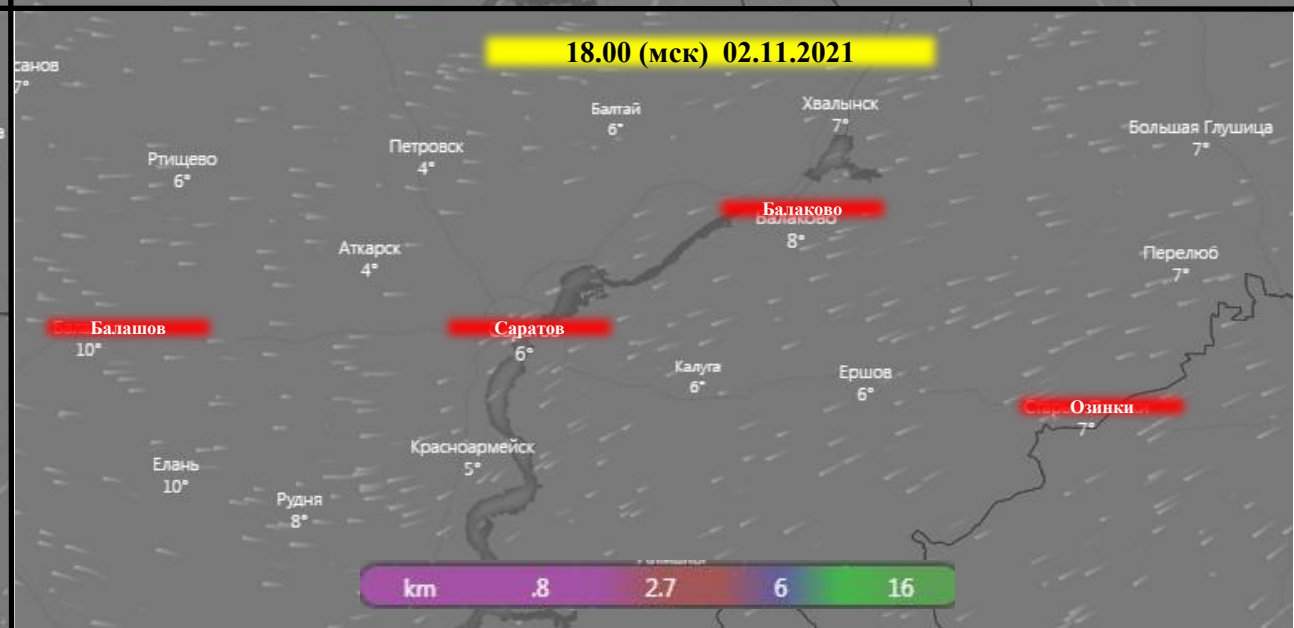 18.00 (мск) 02.11.2021
санов
7°
Балтай
6°
Хвалынск
7°
Большая Глушица
7°
Петровск
4°
Ртищево
6°
Балаково
Балаково
8°
Аткарск
4°
Перелюб
7°
Балашов
10°
Саратов
Саратов
6°
Калуга
6°
Ершов
6°
Озинки
7°
Красноармейск
5°
Елань
10°
Рудня
8°
km .8 2.7 6 16